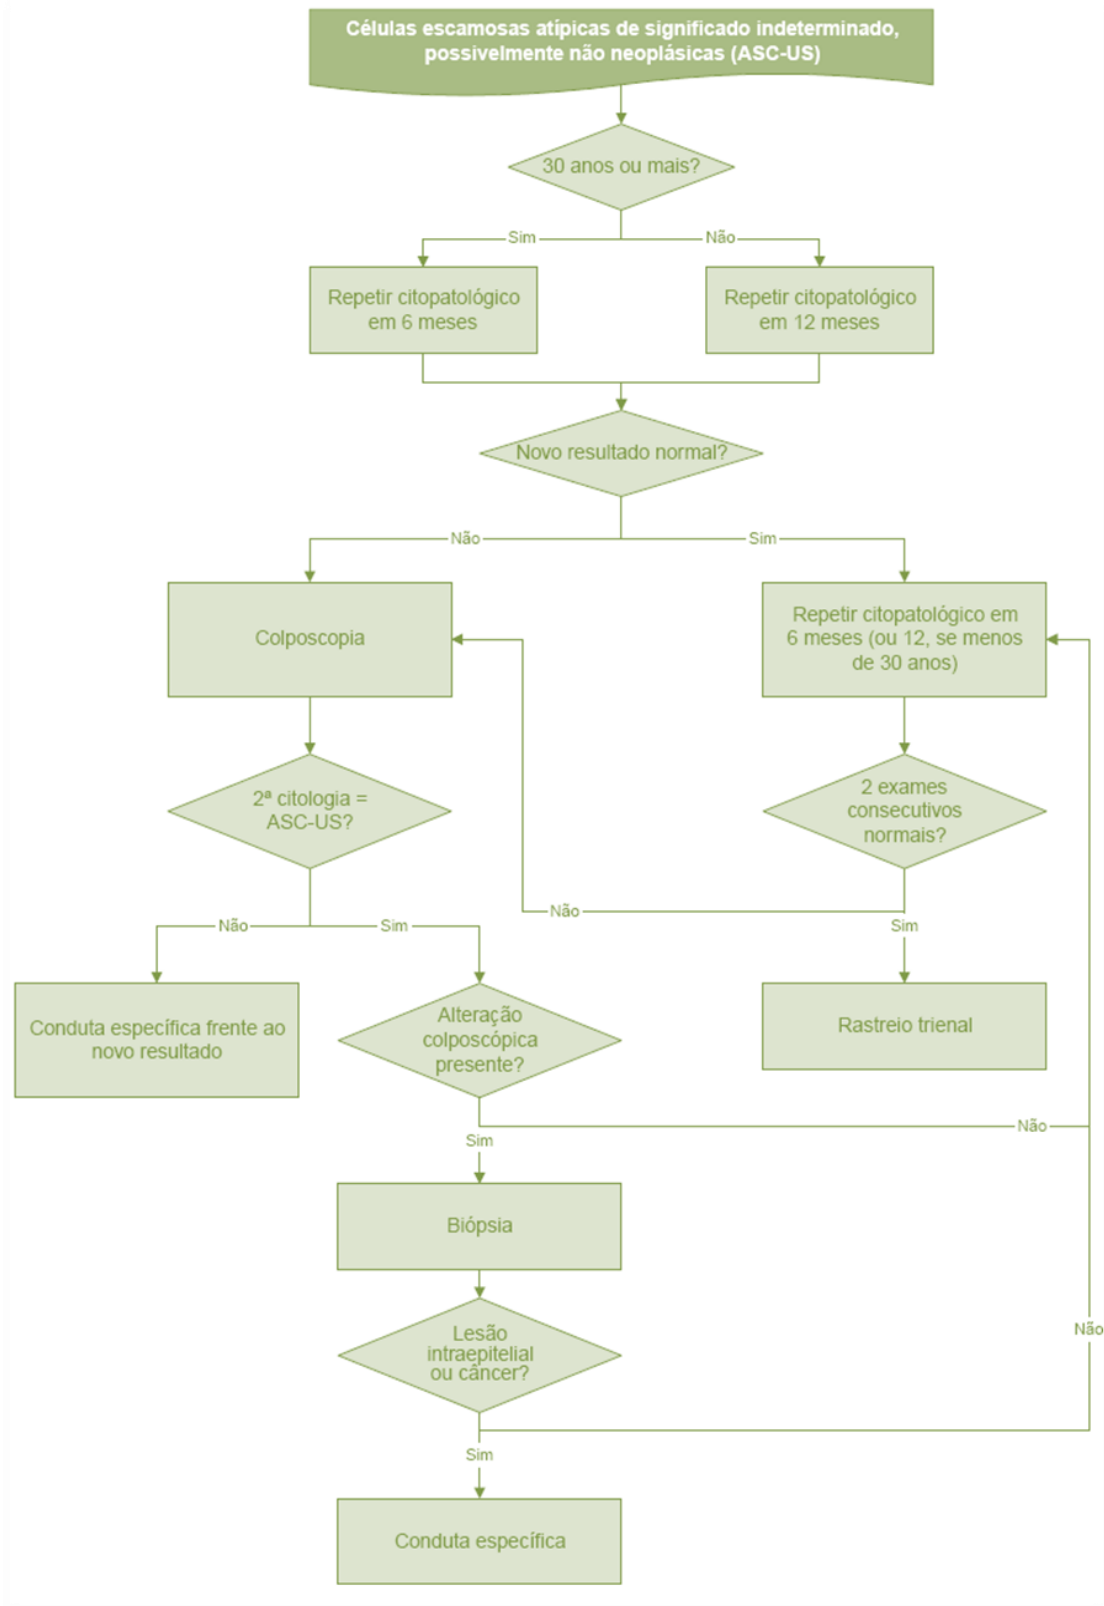 Células escamosas atípicas de significado indeterminado,
possivelmente não neoplásicas (ASC-US)
30 anos ou mais?
Sim
Não
Repetir citopatológico
em 6 meses
Repetir citopatológico
em 12 meses
Novo resultado normal?
Não
Sim
Colposcopia
Repetir citopatológico em
6 meses (ou 12, se menos
de 30 anos)
2ª citologia =
ASC-US?
2 exames
consecutivos
normais?
Não
Sim
Não
Sim
Conduta específica frente ao
novo resultado
Alteração
colposcópica
presente?
Rastreio trienal
Não
Sim
Biópsia
Lesão
intraepitelial
ou câncer?
Não
Sim
Conduta específica